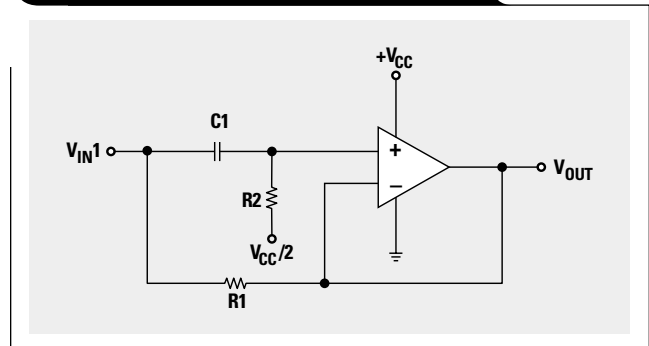 +VCC
C1
VIN1
+
VOUT
−
R2
VCC/2
R1